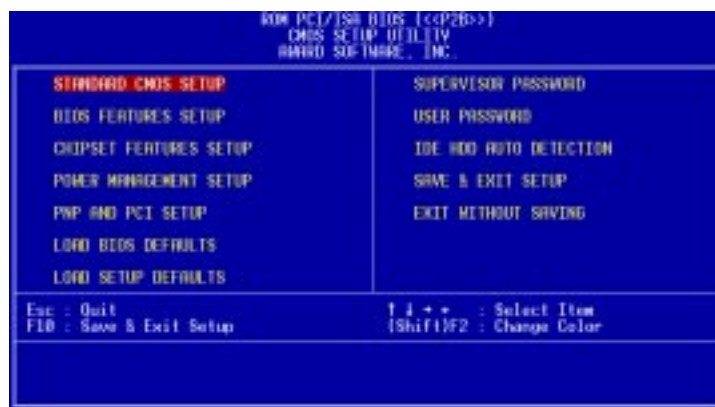 ROM PCI/ISA BIOS (<<P2B>>)
CMOS SETUP UTILITY
AWARD SOFTWARE, INC.
STANDARD CMOS SETUP
BIOS FEATURES SETUP
CHIPSET FEATURES SETUP
POWER MANAGEMENT SETUP
PNP AND PCI SETUP
LOAD BIOS DEFAULTS
LOAD SETUP DEFAULTS
SUPERVISOR PASSWORD
USER PASSWORD
IDE HDD AUTO DETECTION
SAVE & EXIT SETUP
EXIT WITHOUT SAVING
Esc : Quit
F10 : Save & Exit Setup
↑ ↓ → ← : Select Item
(Shift)F2 : Change Color